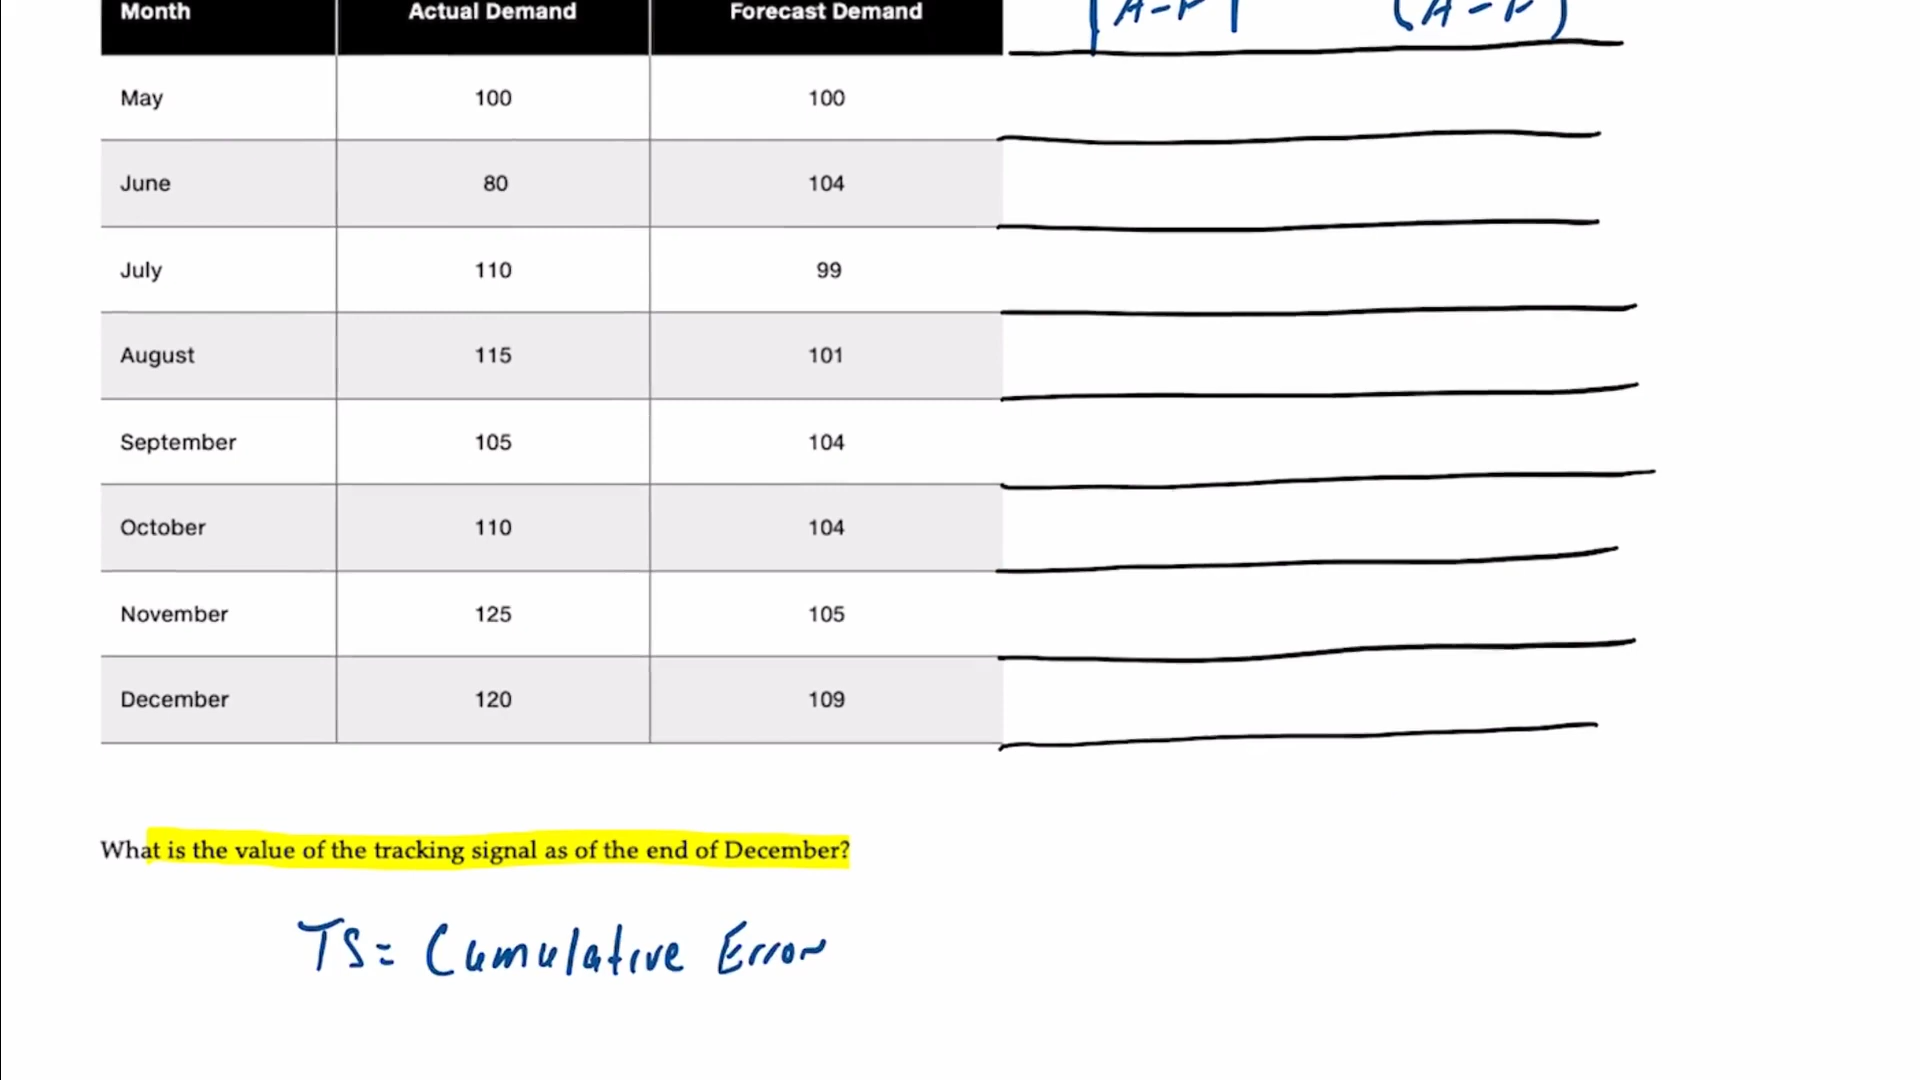 Month Actual Demand Forecast Demand |A-F| (A-F)
May 100 100
June 80 104
July 110 99
August 115 101
September 105 104
October 110 104
November 125 105
December 120 109
What is the value of the tracking signal as of the end of December?
TS= Cumulative Error